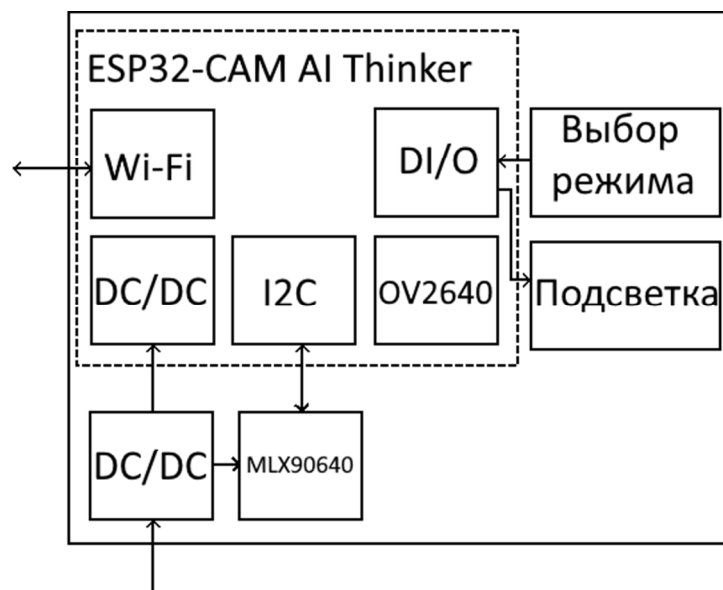 ESP32-CAM AI Thinker
Wi-Fi
DI/O
Выбор
режима
DC/DC
I2C
OV2640
Подсветка
DC/DC
MLX90640